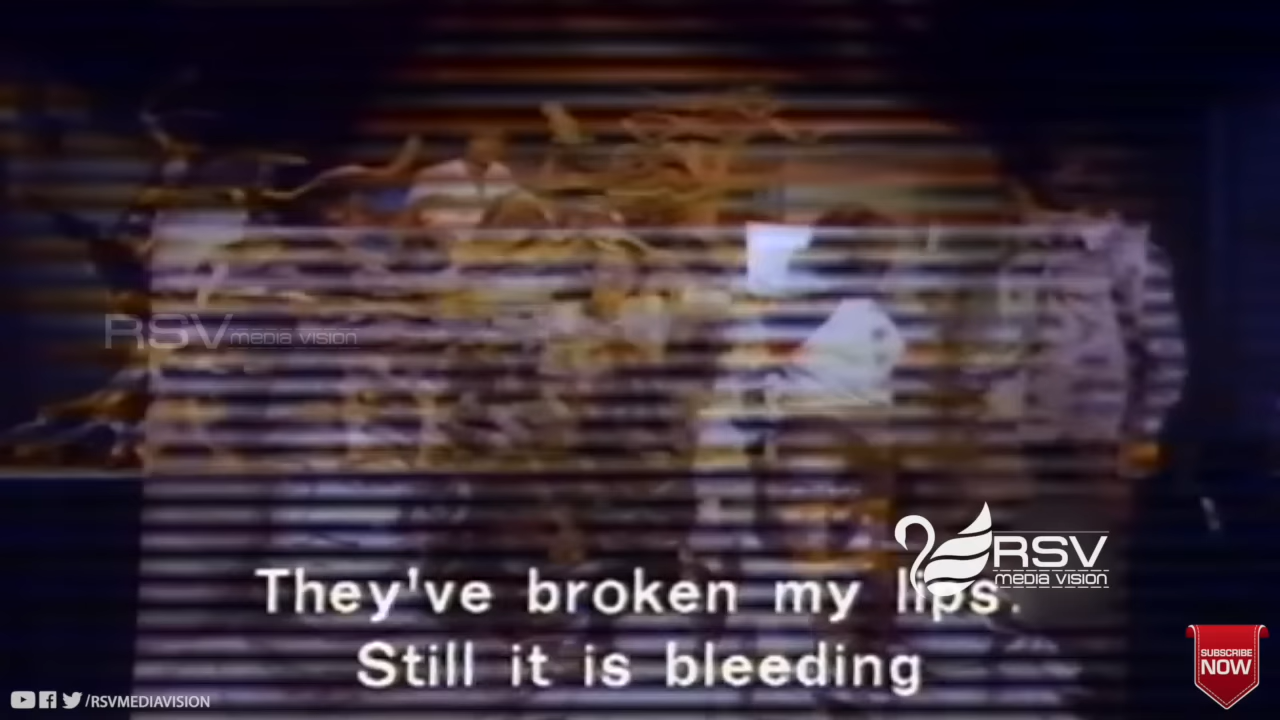 RSV media vision
RSV
media vision
They've broken my lips.
Still it is bleeding
SUBSCRIBE
NOW
/RSVMEDIAVISION